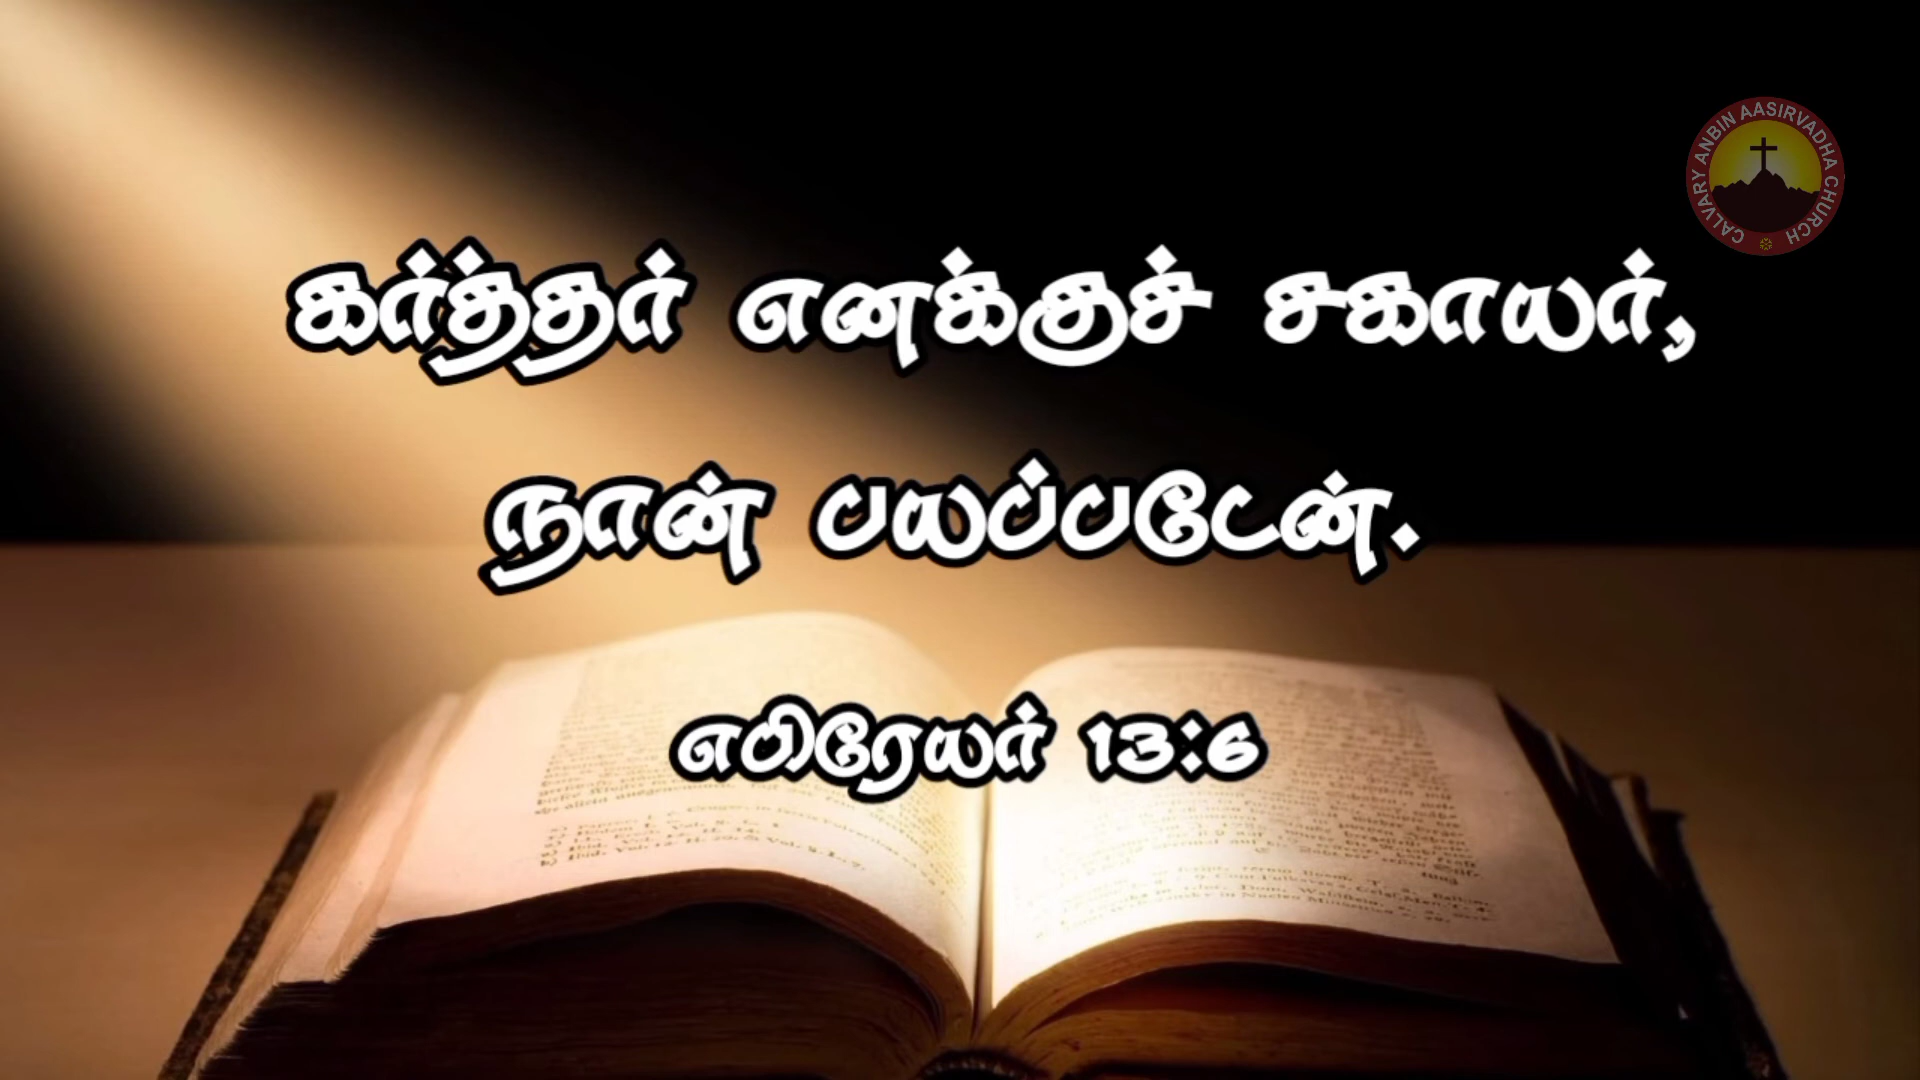 கர்த்தர் எனக்குச் சகாயர்,
நான் பயப்படேன்.
எபிரேயர் 13:6
CALVARY ANBIN AASIRVADHA CHURCH